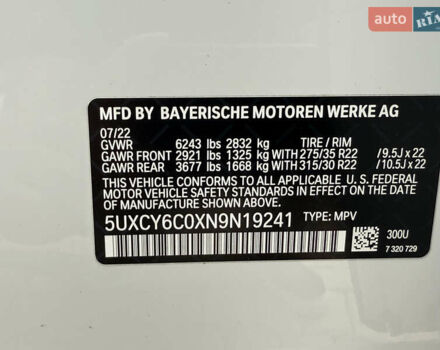 auto RIA
MFD BY BAYERISCHE MOTOREN WERKE AG
07/22
GVWR 6243 lbs 2832 kg TIRE / RIM
GAWR FRONT 2921 lbs 1325 kg WITH 275/35 R22 / 9.5J x 22
GAWR REAR 3677 lbs 1668 kg WITH 315/30 R22 / 10.5J x 22
THIS VEHICLE CONFORMS TO ALL APPLICABLE
U.S. FEDERAL MOTOR VEHICLE SAFETY
STANDARDS IN EFFECT ON THE DATE OF
MANUFACTURE SHOWN ABOVE.
5UXCY6C0XN9N19241 TYPE: MPV
300U
7 320 729